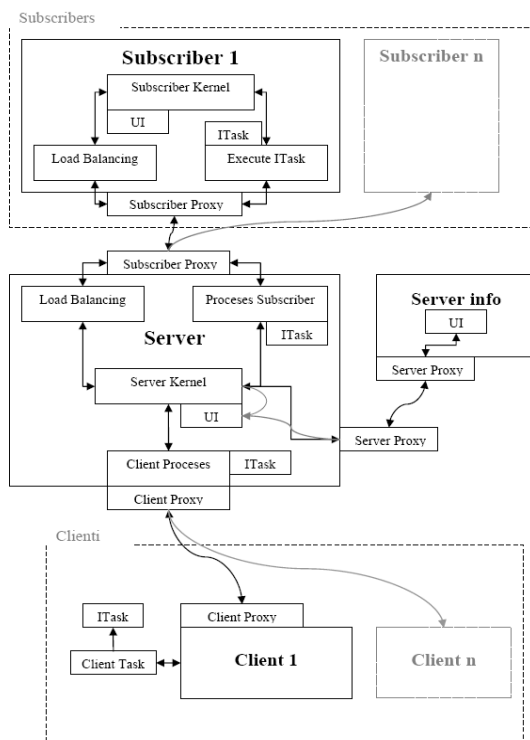 Subscribers
Subscriber 1
Subscriber n
Subscriber Kernel
UI
ITask
Load Balancing
Execute ITask
Subscriber Proxy
Subscriber Proxy
Load Balancing
Proceses Subscriber
Server info
UI
ITask
Server
Server Proxy
Server Kernel
UI
Server Proxy
Client Proceses
ITask
Client Proxy
Clienti
ITask
Client Proxy
Client Task
Client 1
Client n